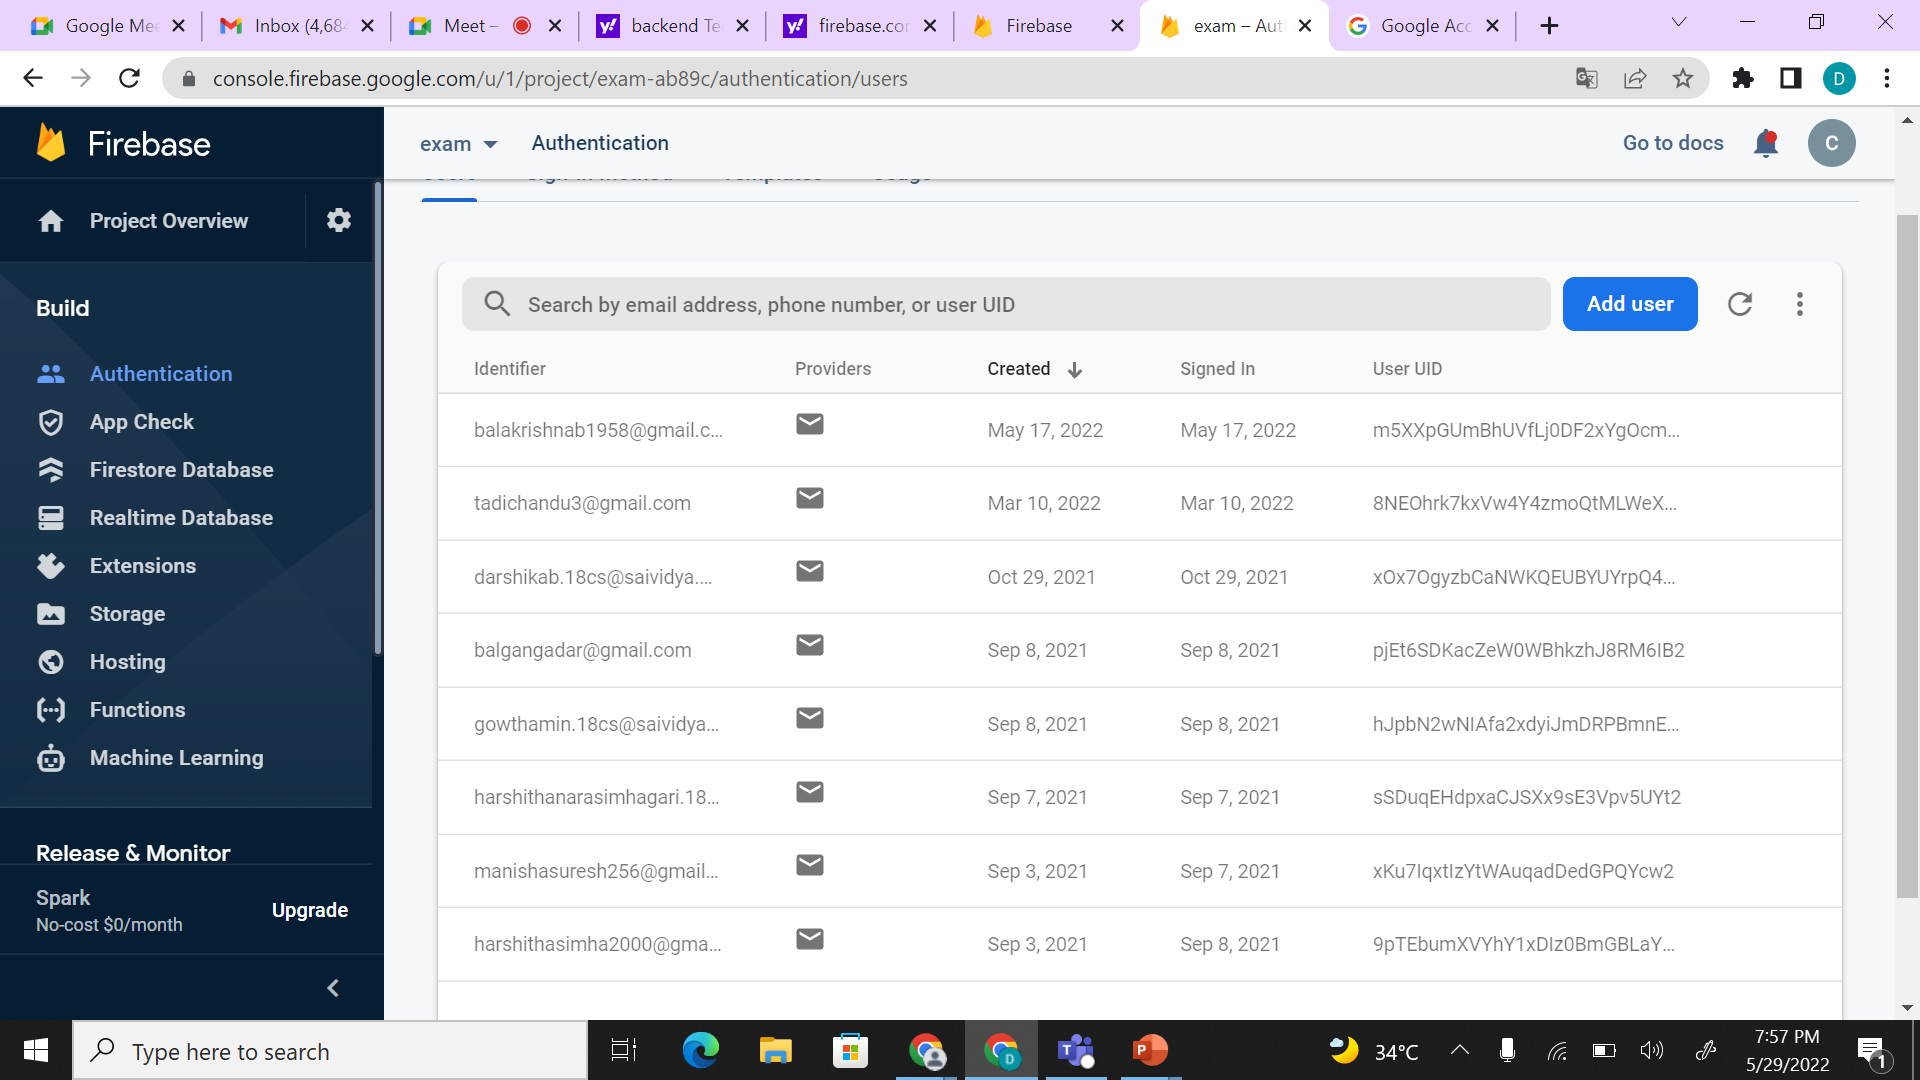 Google Me
Inbox (4,684
Meet –
backend Te
firebase.cor
Firebase
exam – Aut
Google Acc
console.firebase.google.com/u/1/project/exam-ab89c/authentication/users
D
Firebase
exam
Authentication
Go to docs
C
Project Overview
Users Sign-in method Templates Usage
Build
Search by email address, phone number, or user UID
Add user
Identifier Providers Created Signed In User UID
Authentication
App Check
Firestore Database
Realtime Database
Extensions
Storage
Hosting
Functions
Machine Learning
balakrishnab1958@gmail.c... May 17, 2022 May 17, 2022 m5XXpGUmBhUVfLj0DF2xYgOcm...
tadichandu3@gmail.com Mar 10, 2022 Mar 10, 2022 8NEOhrk7kxVw4Y4zmoQtMLWeX...
darshikab.18cs@saividya.... Oct 29, 2021 Oct 29, 2021 xOx7OgyzbCaNWKQEUBYUYrpQ4...
balgangadar@gmail.com Sep 8, 2021 Sep 8, 2021 pjEt6SDKacZeW0WBhkzhJ8RM6IB2
gowthamin.18cs@saividya... Sep 8, 2021 Sep 8, 2021 hJpbN2wNIAfa2xdyiJmDRPBmnE...
harshithanarasimhagari.18... Sep 7, 2021 Sep 7, 2021 sSDuqEHdpxaCJSXx9sE3Vpv5UYt2
manishasuresh256@gmail... Sep 3, 2021 Sep 7, 2021 xKu7IqxtIzYtWAuqadDedGPQYcw2
harshithasimha2000@gma... Sep 3, 2021 Sep 8, 2021 9pTEbumXVYhY1xDIz0BmGBLaY...
Release & Monitor
Spark
No-cost $0/month
Upgrade
Type here to search
34°C
7:57 PM
5/29/2022
1